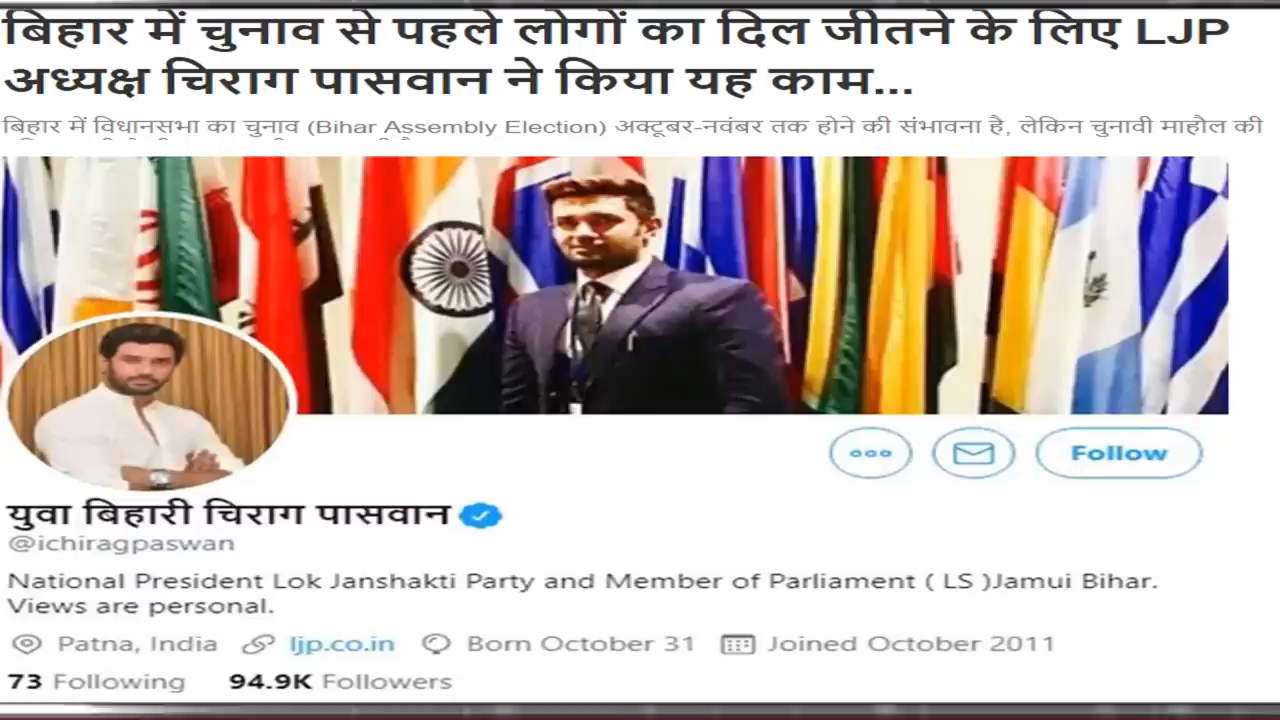 बिहार में चुनाव से पहले लोगों का दिल जीतने के लिए LJP
अध्यक्ष चिराग पासवान ने किया यह काम...
बिहार में विधानसभा का चुनाव (Bihar Assembly Election) अक्टूबर-नवंबर तक होने की संभावना है, लेकिन चुनावी माहौल की
Follow
युवा बिहारी चिराग पासवान
@ichiragpaswan
National President Lok Janshakti Party and Member of Parliament ( LS )Jamui Bihar.
Views are personal.
Patna, India ljp.co.in Born October 31 Joined October 2011
73 Following 94.9K Followers